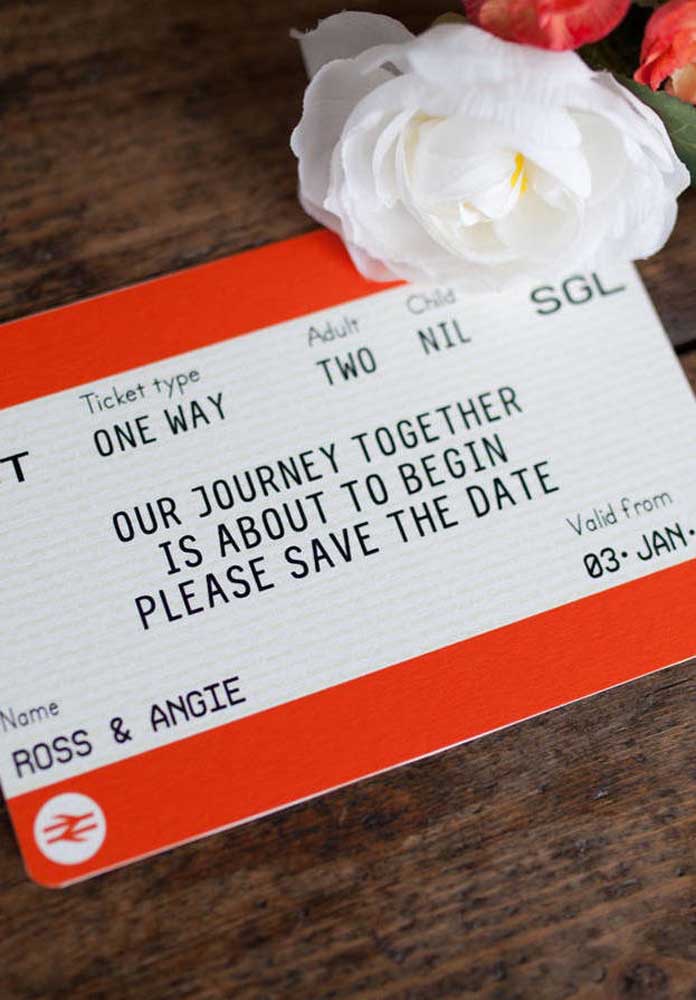 Ticket type Adult Child SGL
T ONE WAY TWO NIL
OUR JOURNEY TOGETHER
IS ABOUT TO BEGIN
PLEASE SAVE THE DATE
Valid from
03·JAN·
Name
ROSS & ANGIE